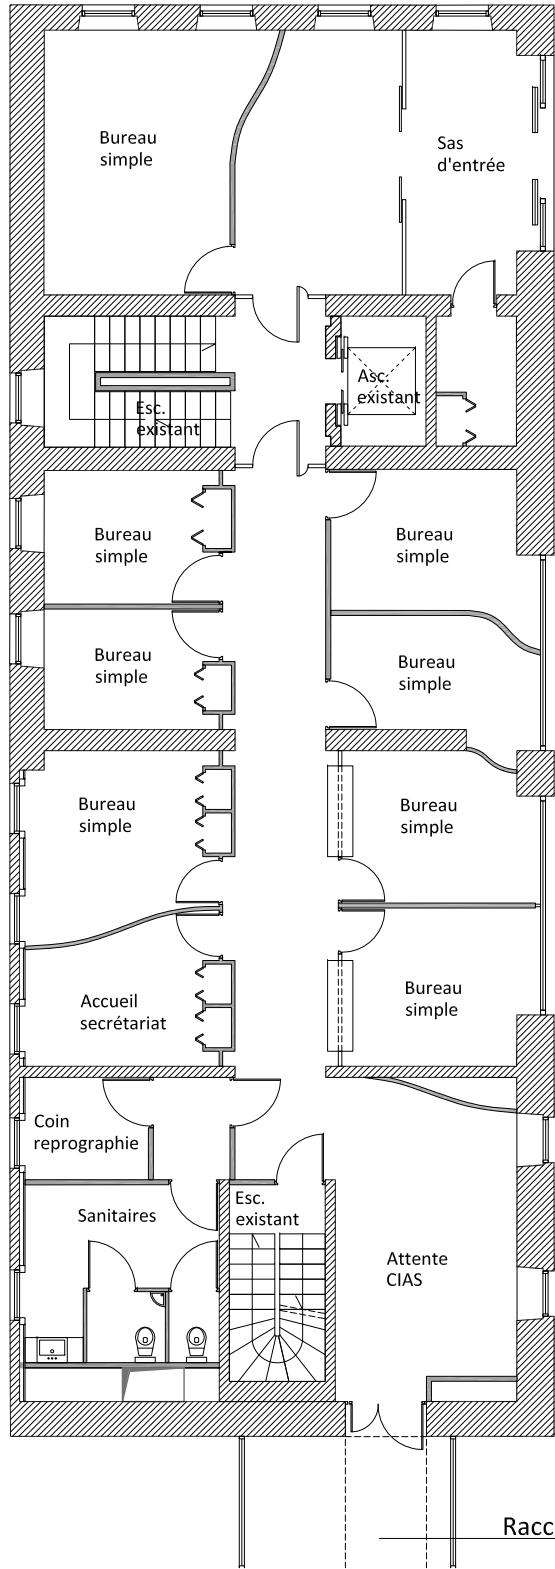 Bureau
simple
Sas
d'entrée
Asc.
existant
Esc.
existant
Bureau
simple
Bureau
simple
Bureau
simple
Bureau
simple
Bureau
simple
Bureau
simple
Accueil
secrétariat
Bureau
simple
Coin
reprographie
Sanitaires
Esc.
existant
Attente
CIAS
Racc